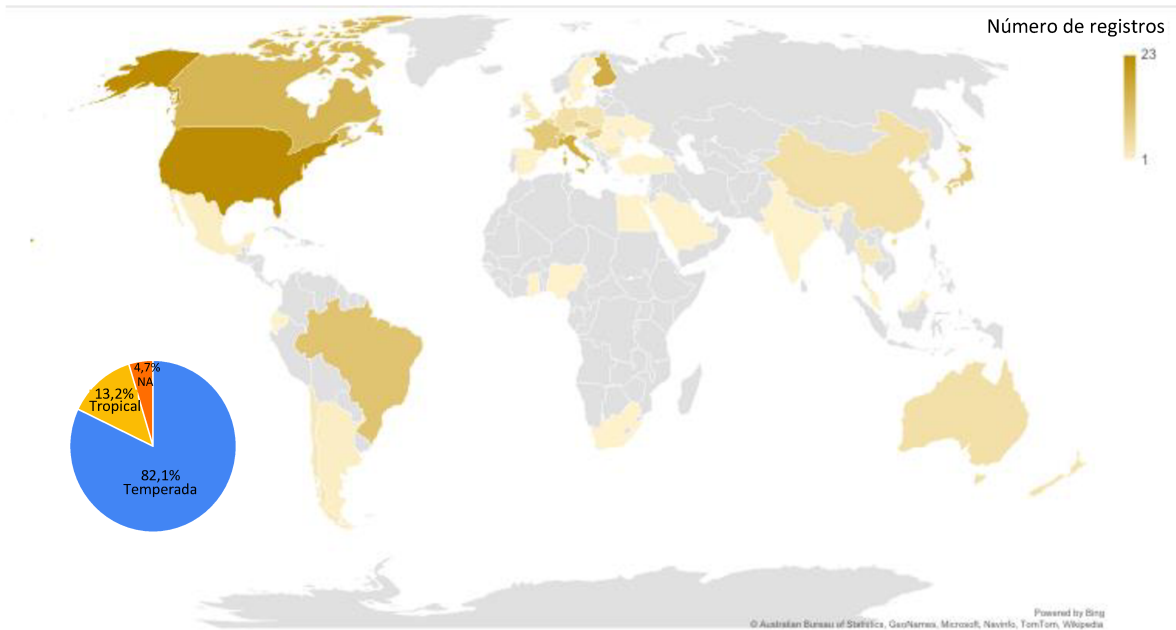 Número de registros
23
1
4,7%
NA
13,2%
Tropical
82,1%
Temperada
Powered by Bing
© Australian Bureau of Statistics, GeoNames, Microsoft, Navinfo, TomTom, Wikipedia